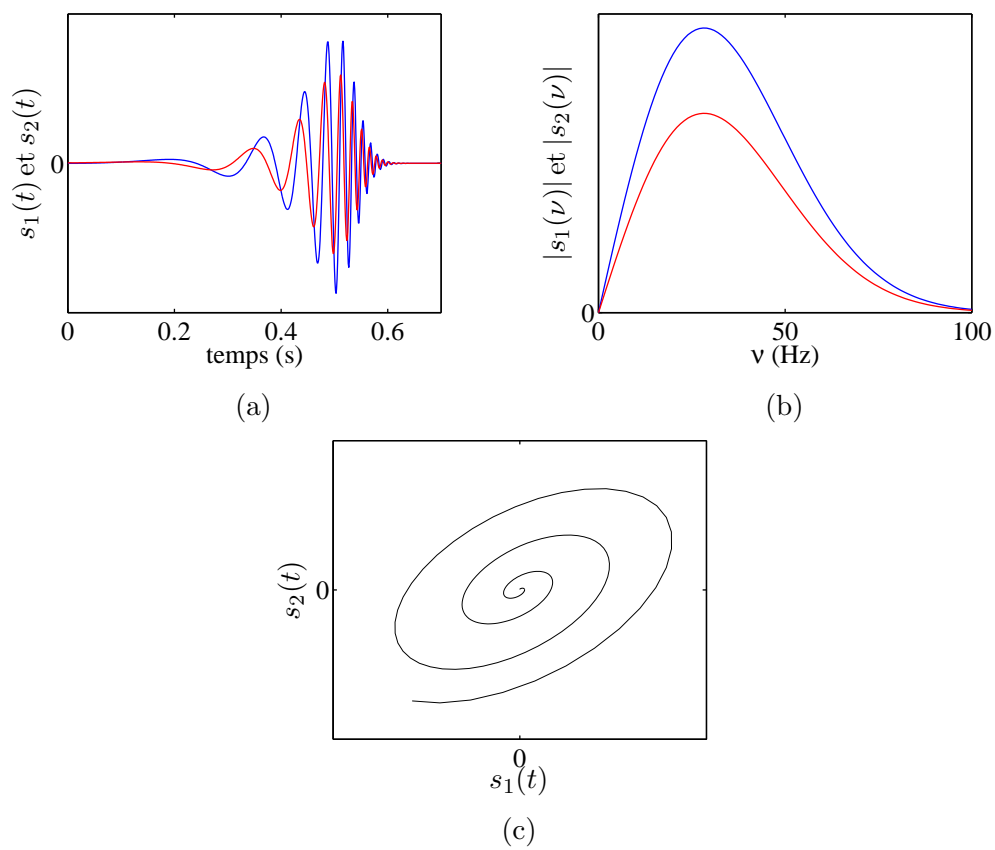 s₁(t) et s₂(t)
0
0 0.2 0.4 0.6
temps (s)
(a)
|s₁(ν)| et |s₂(ν)|
0
0 50 100
ν (Hz)
(b)
s₂(t)
0
0
s₁(t)
(c)